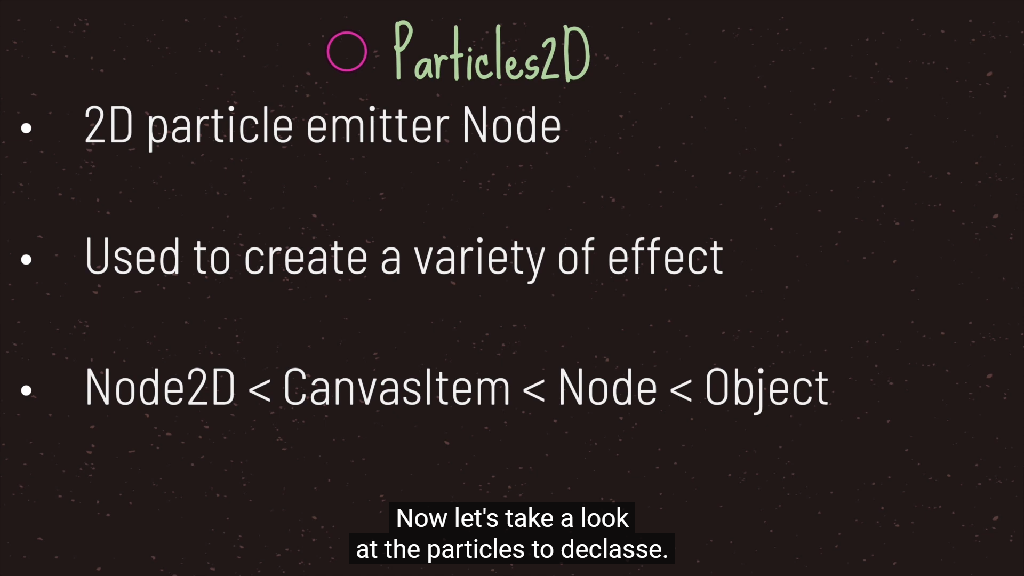 Particles2D
• 2D particle emitter Node
• Used to create a variety of effect
• Node2D < CanvasItem < Node < Object
Now let's take a look
at the particles to declasse.